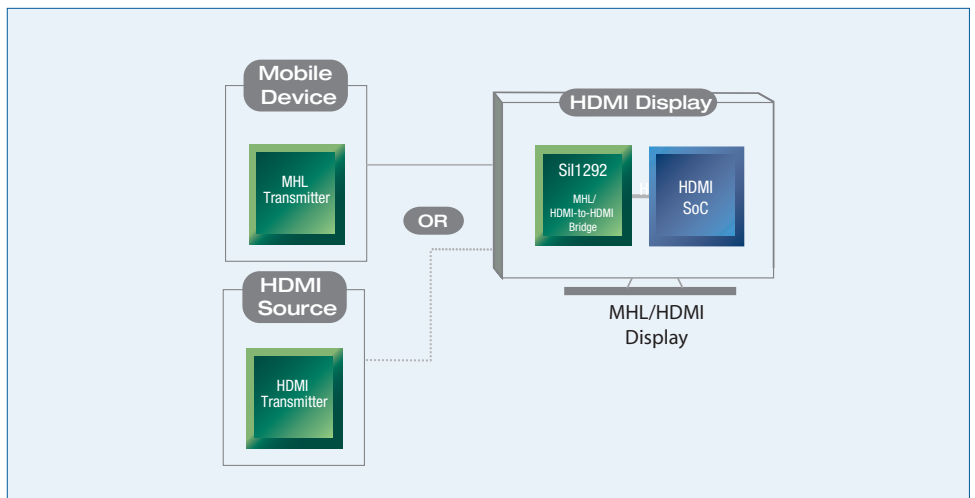 Mobile
Device
MHL
Transmitter
OR
HDMI
Source
HDMI
Transmitter
HDMI Display
SiI1292
MHL/
HDMI-to-HDMI
Bridge
HDMI
SoC
MHL/HDMI
Display